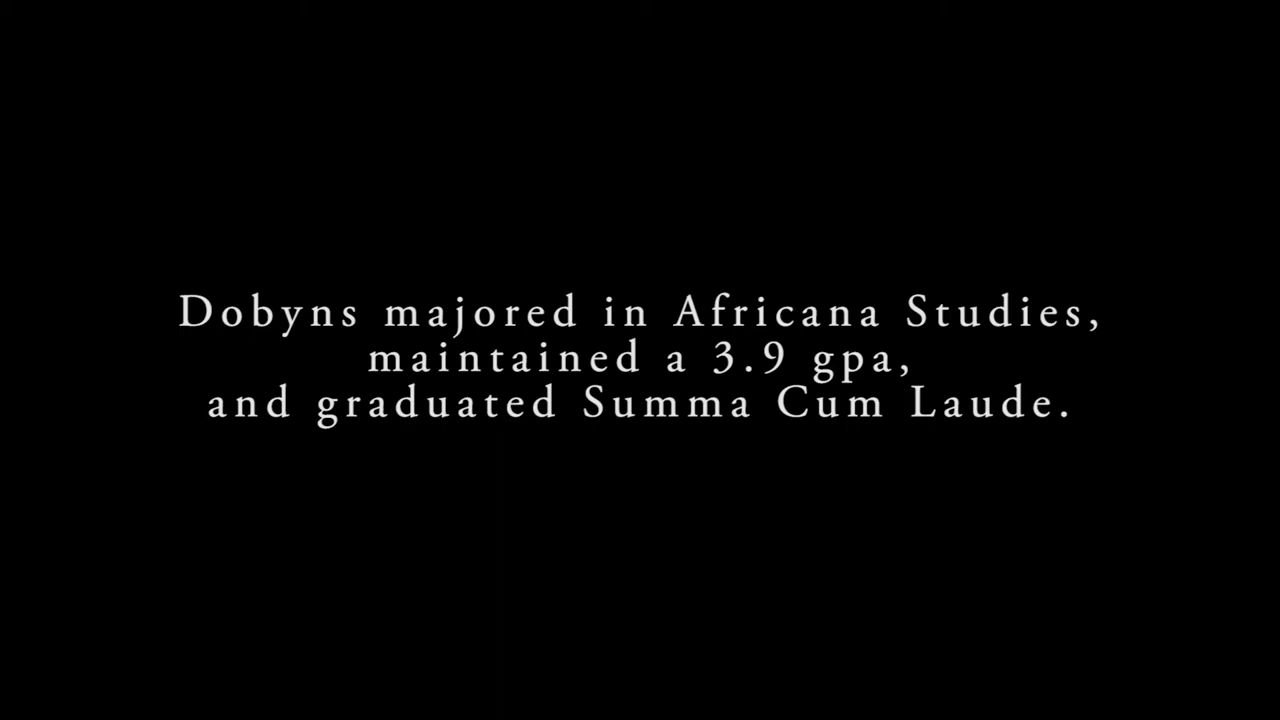 Dobyns majored in Africana Studies,
maintained a 3.9 gpa,
and graduated Summa Cum Laude.